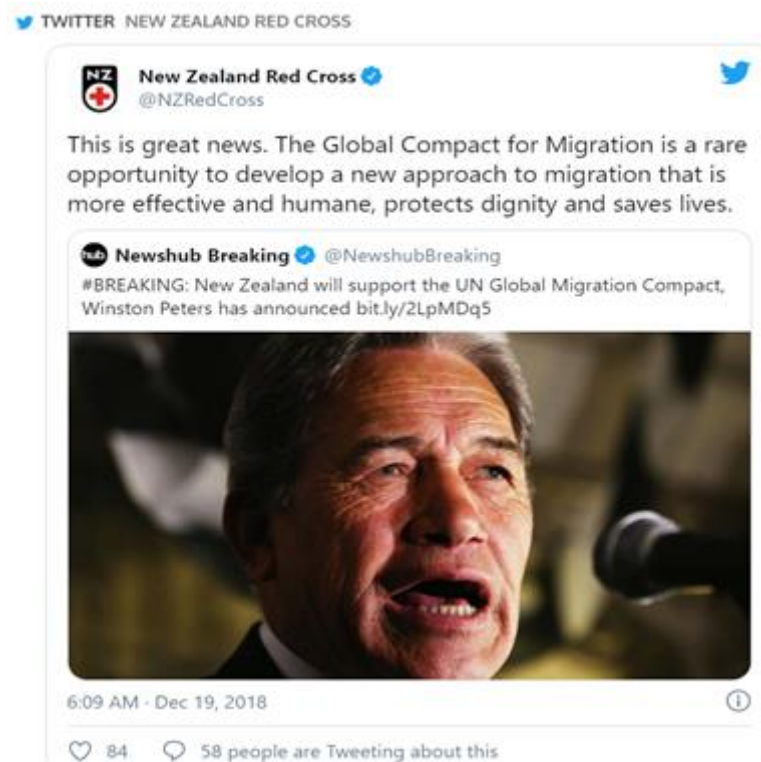 TWITTER NEW ZEALAND RED CROSS
NZ
New Zealand Red Cross
@NZRedCross
This is great news. The Global Compact for Migration is a rare
opportunity to develop a new approach to migration that is
more effective and humane, protects dignity and saves lives.
hub Newshub Breaking @NewshubBreaking
#BREAKING: New Zealand will support the UN Global Migration Compact,
Winston Peters has announced bit.ly/2LpMDq5
6:09 AM · Dec 19, 2018
84 58 people are Tweeting about this